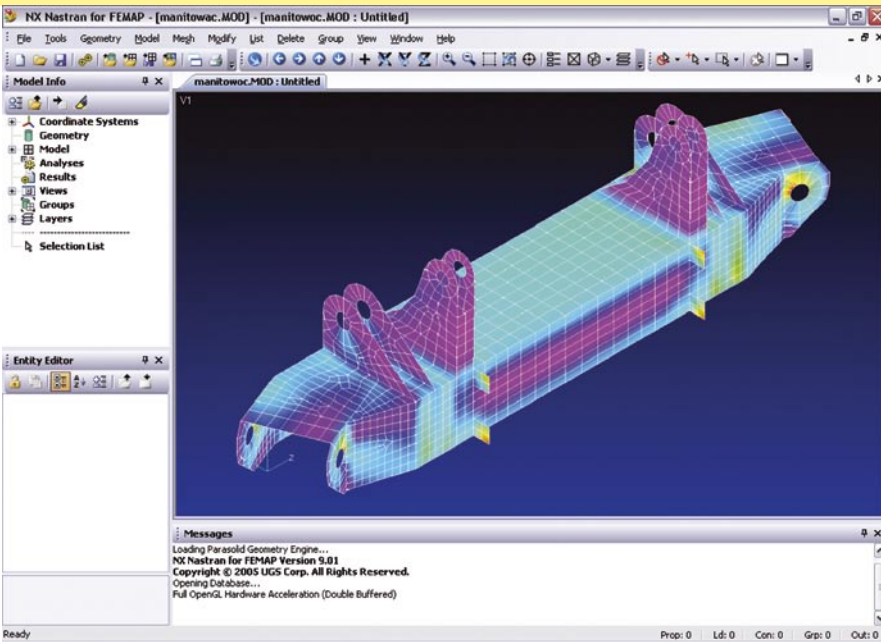 NX Nastran for FEMAP - [manitowac.MOD] - [manitowoc.MOD : Untitled]
File Tools Geometry Model Mesh Modify List Delete Group View Window Help
Model Info
manitowoc.MOD : Untitled
V1
Coordinate Systems
Geometry
Model
Analyses
Results
Views
Groups
Layers
Selection List
Z
Entity Editor
Messages
Loading Parasolid Geometry Engine...
NX Nastran for FEMAP Version 9.01
Copyright © 2005 UGS Corp. All Rights Reserved.
Opening Database...
Full OpenGL Hardware Acceleration (Double Buffered)
Ready
Prop: 0 Ld: 0 Con: 0 Grp: 0 Out: 0